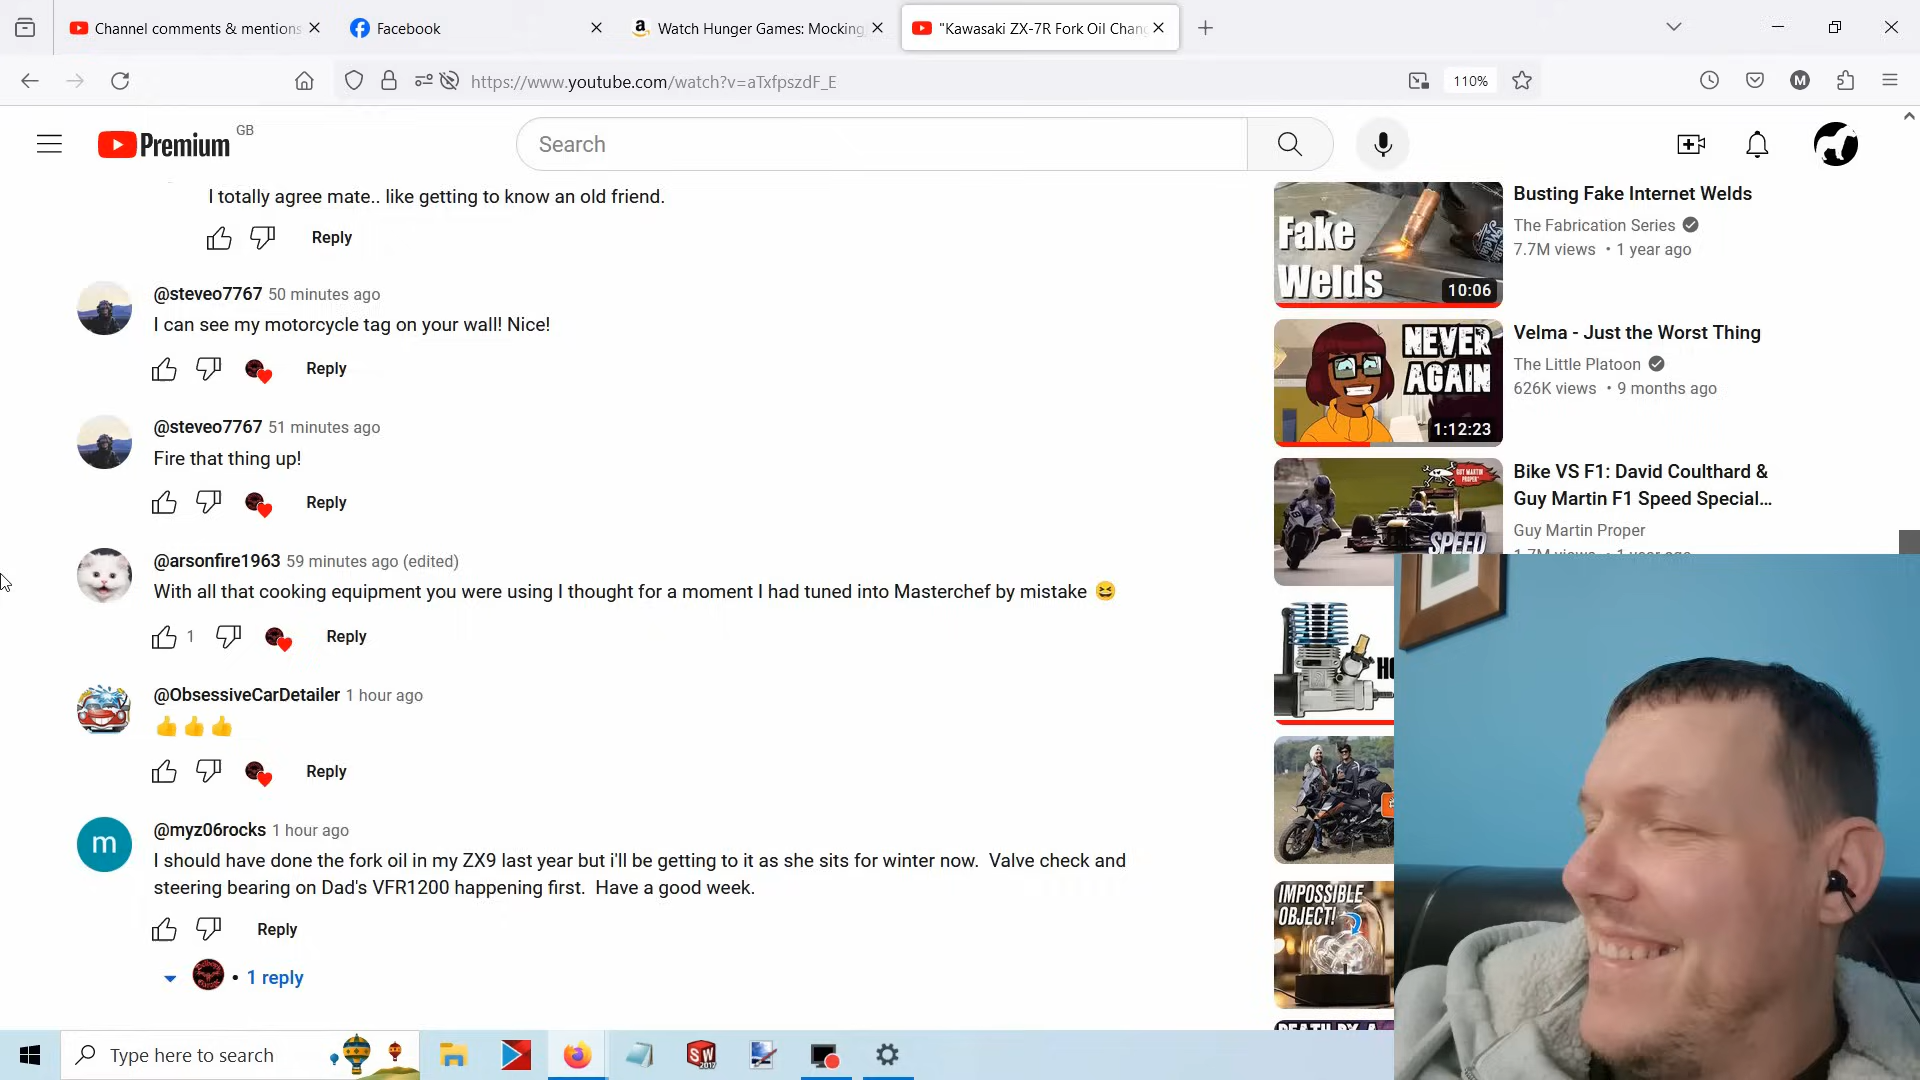 Channel comments & mentions
Facebook
Watch Hunger Games: Mocking
"Kawasaki ZX-7R Fork Oil Chan
https://www.youtube.com/watch?v=aTxfpszdF_E
110%
M
Premium
GB
Search
I totally agree mate.. like getting to know an old friend.
Reply
@steveo7767 50 minutes ago
I can see my motorcycle tag on your wall! Nice!
Reply
@steveo7767 51 minutes ago
Fire that thing up!
Reply
@arsonfire1963 59 minutes ago (edited)
With all that cooking equipment you were using I thought for a moment I had tuned into Masterchef by mistake 😆
1
Reply
@ObsessiveCarDetailer 1 hour ago
👍👍👍
Reply
m
@myz06rocks 1 hour ago
I should have done the fork oil in my ZX9 last year but i'll be getting to it as she sits for winter now. Valve check and
steering bearing on Dad's VFR1200 happening first. Have a good week.
Reply
• 1 reply
Fake
Welds
10:06
Busting Fake Internet Welds
The Fabrication Series
7.7M views • 1 year ago
NEVER
AGAIN
1:12:23
Velma - Just the Worst Thing
The Little Platoon
626K views • 9 months ago
GUY MARTIN
PROPER
SPEED
Bike VS F1: David Coulthard &
Guy Martin F1 Speed Special...
Guy Martin Proper
IMPOSSIBLE
OBJECT!
Type here to search
SW
2017